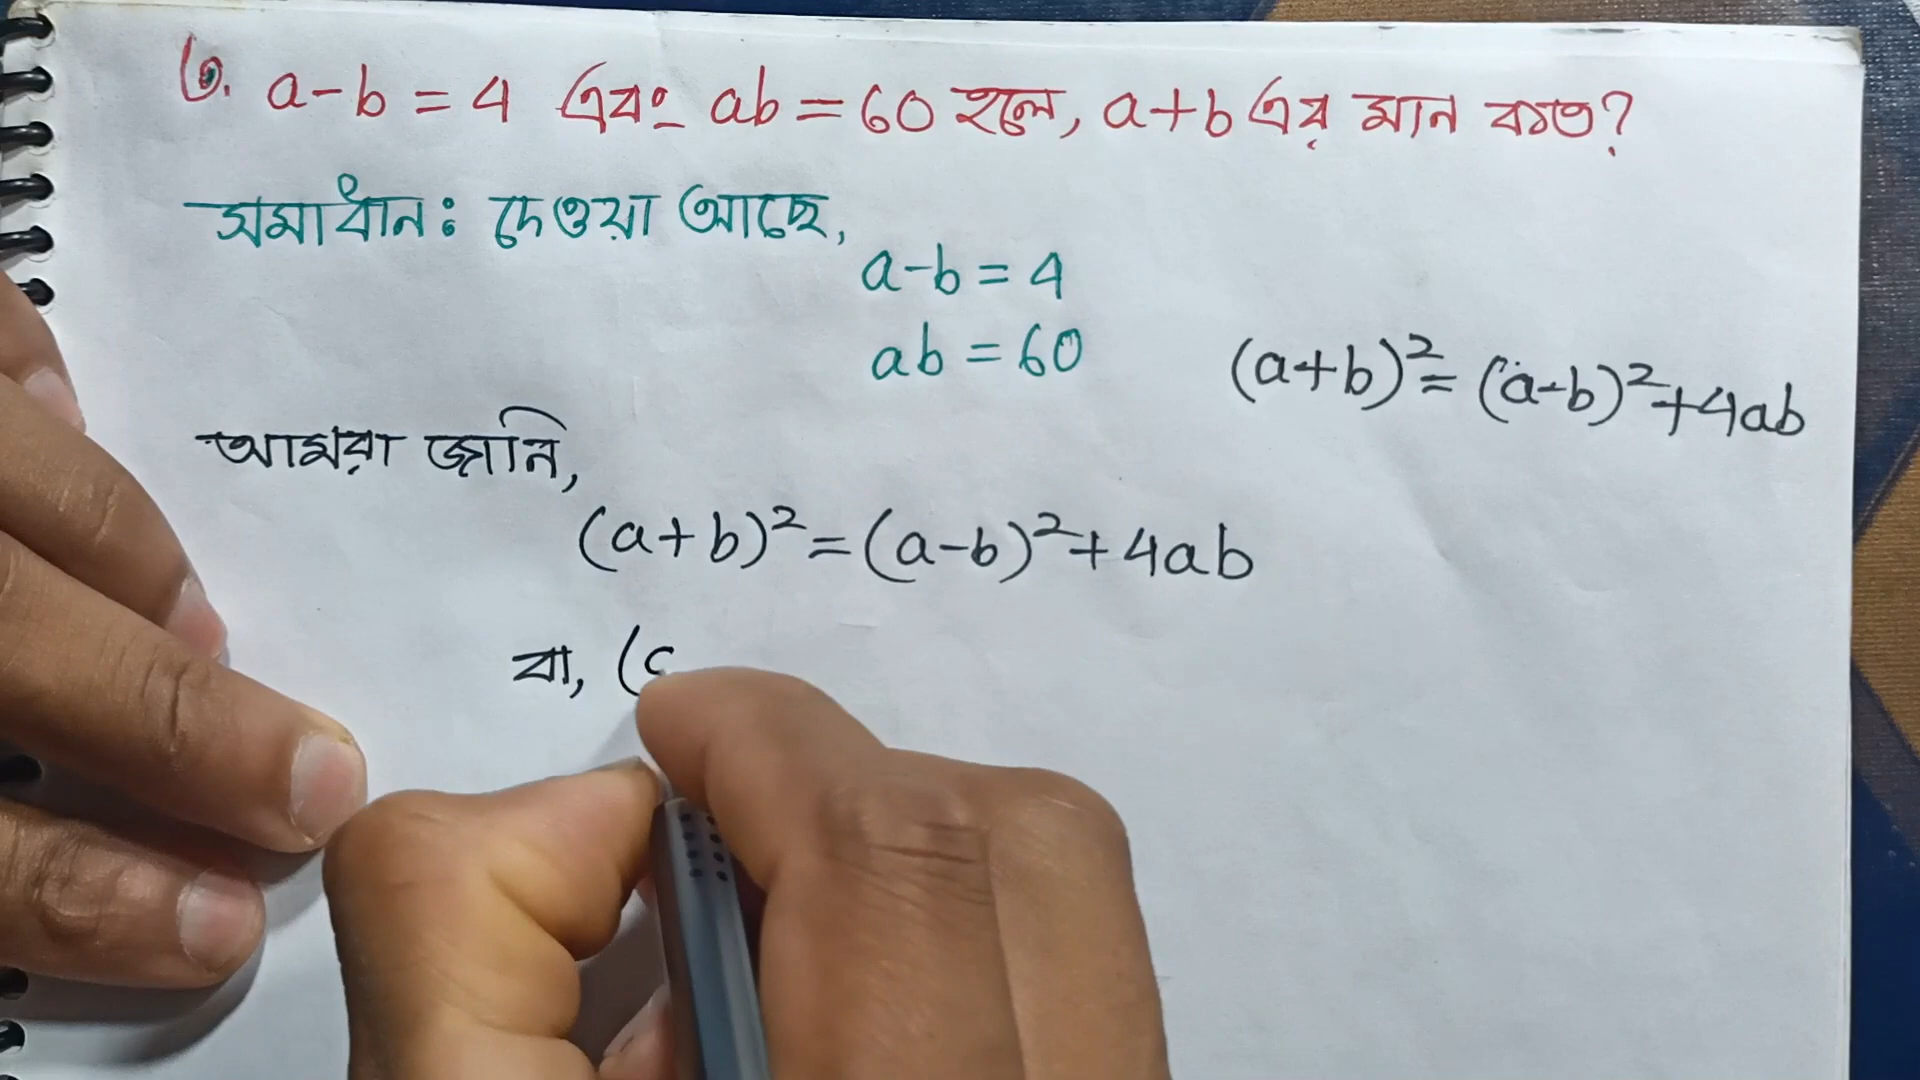 ৩. a-b = 4 এবং ab = 60 হলে, a+b এর মান কত?
সমাধান: দেওয়া আছে,
a-b = 4
ab = 60
(a+b)² = (a-b)² + 4ab
আমরা জানি,
(a+b)² = (a-b)² + 4ab
বা, (